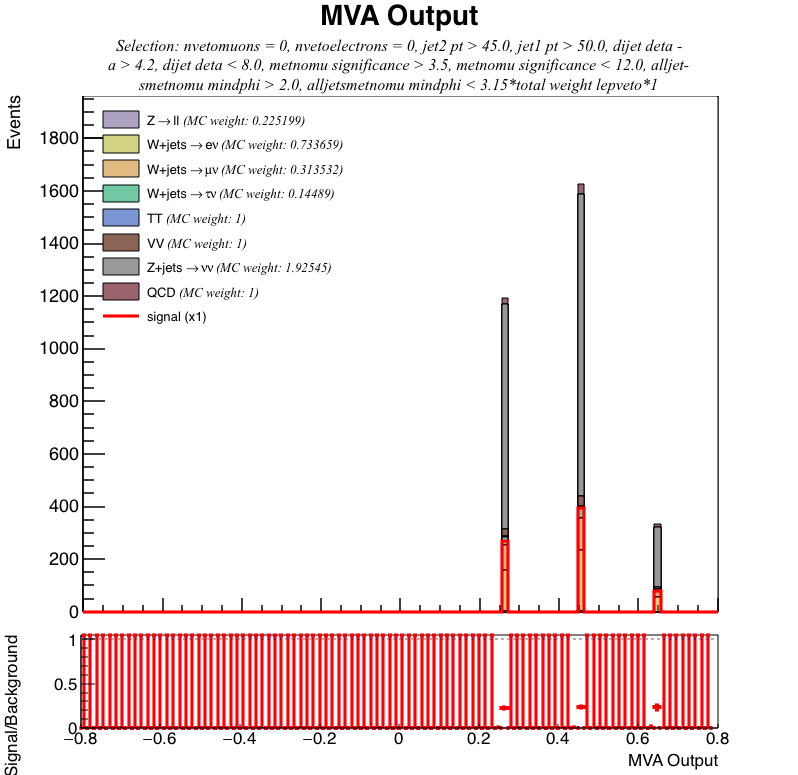 MVA Output
Selection: nvetomuons = 0, nvetoelectrons = 0, jet2 pt > 45.0, jet1 pt > 50.0, dijet deta -
a > 4.2, dijet deta < 8.0, metnomu significance > 3.5, metnomu significance < 12.0, alljet-
smetnomu mindphi > 2.0, alljetsmetnomu mindphi < 3.15*total weight lepveto*1
Events
1800
1600
1400
1200
1000
800
600
400
200
0
Z→ll (MC weight: 0.225199)
W+jets→eν (MC weight: 0.733659)
W+jets→μν (MC weight: 0.313532)
W+jets→τν (MC weight: 0.14489)
TT (MC weight: 1)
VV (MC weight: 1)
Z+jets→νν (MC weight: 1.92545)
QCD (MC weight: 1)
signal (x1)
Signal/Background
1
0.5
0
−0.8 −0.6 −0.4 −0.2 0 0.2 0.4 0.6 0.8
MVA Output